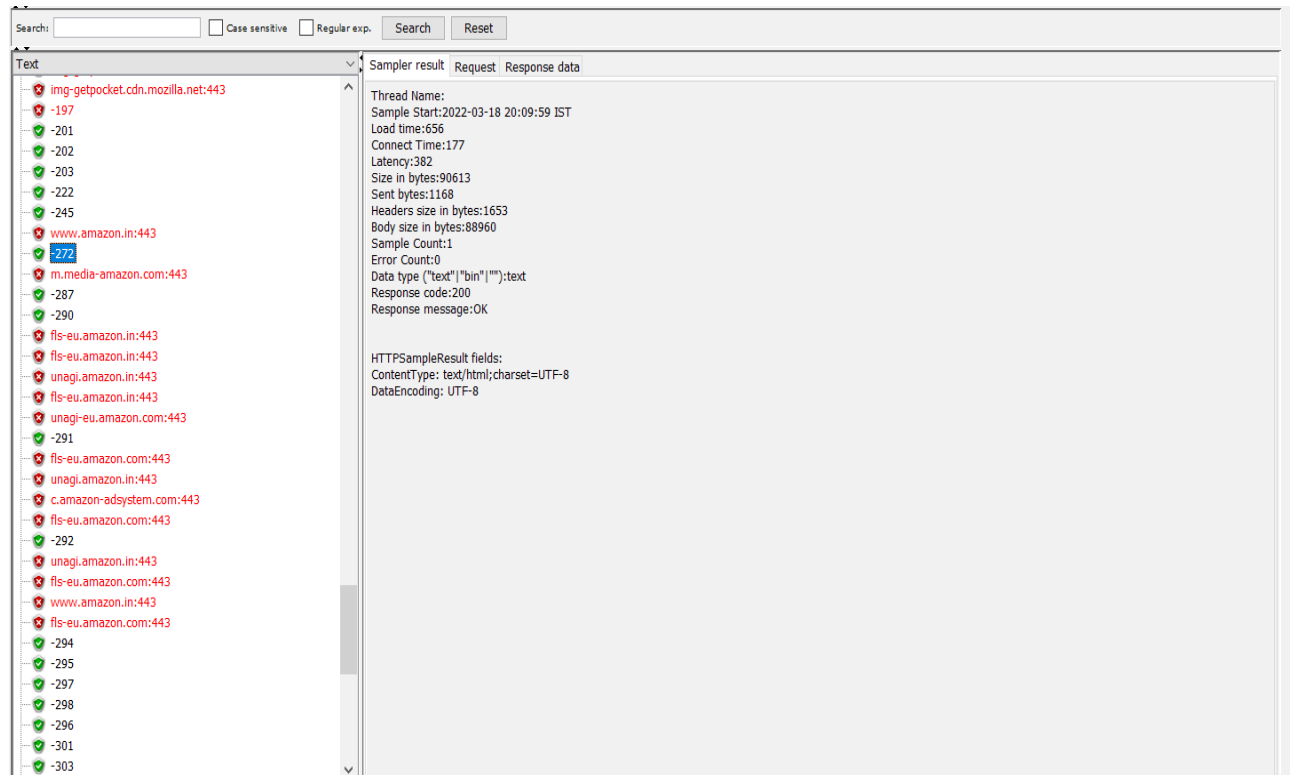 Search: Case sensitive Regular exp. Search Reset
Text
img-getpocket.cdn.mozilla.net:443
-197
-201
-202
-203
-222
-245
www.amazon.in:443
-272
m.media-amazon.com:443
-287
-290
fls-eu.amazon.in:443
fls-eu.amazon.in:443
unagi.amazon.in:443
fls-eu.amazon.in:443
unagi-eu.amazon.com:443
-291
fls-eu.amazon.com:443
unagi.amazon.in:443
c.amazon-adsystem.com:443
fls-eu.amazon.com:443
-292
unagi.amazon.in:443
fls-eu.amazon.com:443
www.amazon.in:443
fls-eu.amazon.com:443
-294
-295
-297
-298
-296
-301
-303
Sampler result Request Response data
Thread Name:
Sample Start:2022-03-18 20:09:59 IST
Load time:656
Connect Time:177
Latency:382
Size in bytes:90613
Sent bytes:1168
Headers size in bytes:1653
Body size in bytes:88960
Sample Count:1
Error Count:0
Data type ("text"|"bin"|""):text
Response code:200
Response message:OK
HTTPSampleResult fields:
ContentType: text/html;charset=UTF-8
DataEncoding: UTF-8